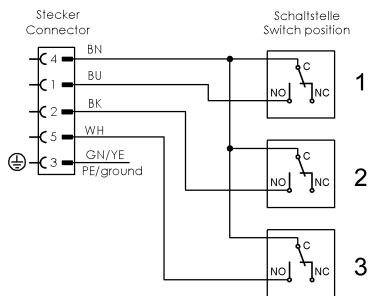 Stecker
Connector
Schaltstelle
Switch position
4 BN
1 BU
2 BK
5 WH
3 GN/YE
PE/ground
C
NO NC
1
C
NO NC
2
C
NO NC
3